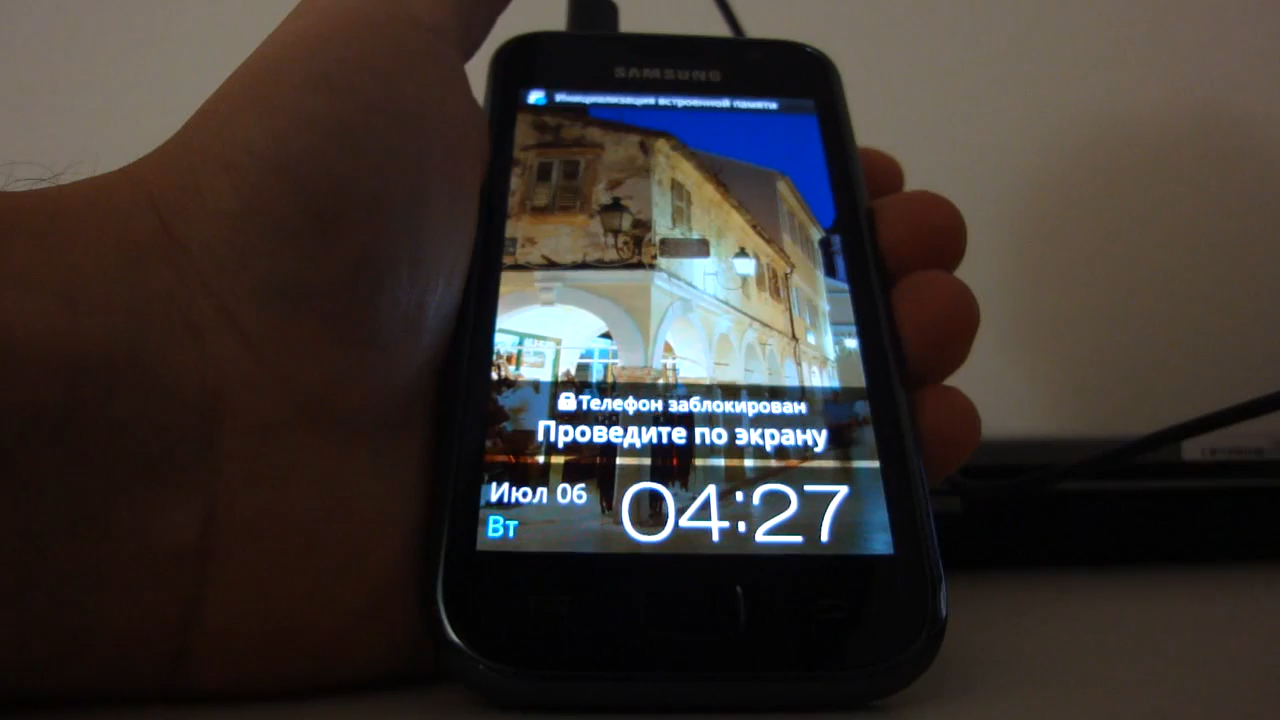 SAMSUNG
Инициализация встроенной памяти
Телефон заблокирован
Проведите по экрану
Июл 06
Вт
04:27